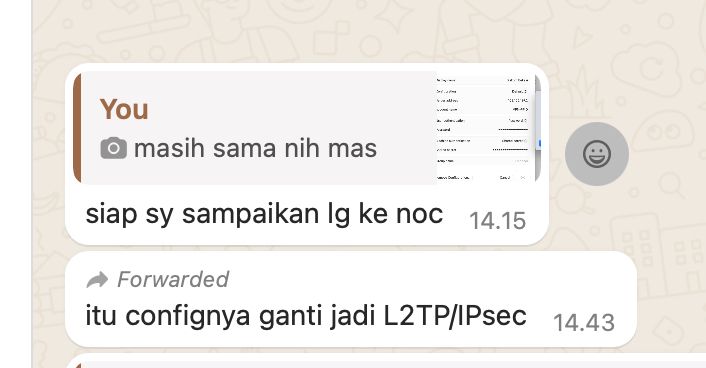 You
masih sama nih mas
siap sy sampaikan lg ke noc 14.15
Forwarded
itu confignya ganti jadi L2TP/IPsec 14.43